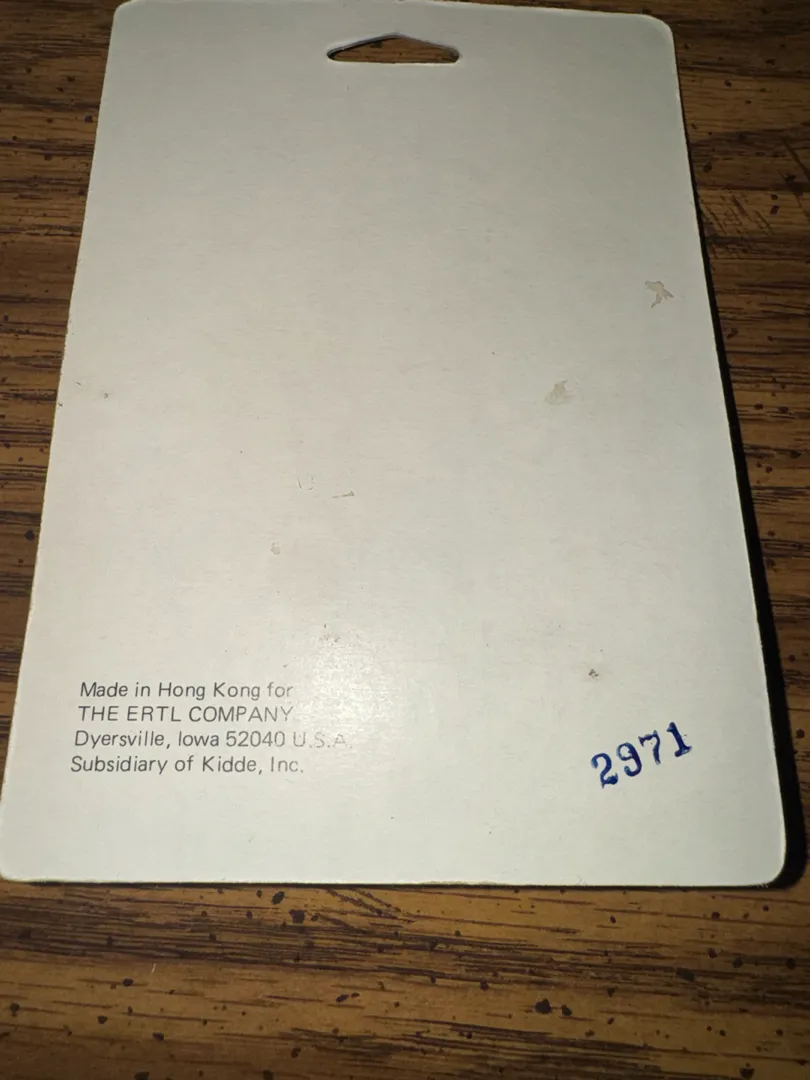 Made in Hong Kong for
THE ERTL COMPANY
Dyersville, Iowa 52040 U.S.A.
Subsidiary of Kidde, Inc.
2971